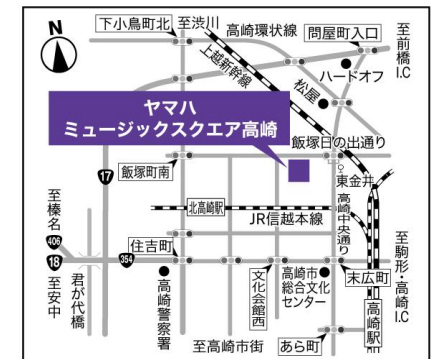 N
下小鳥町北
至渋川
高崎環状線
問屋町入口
至前橋I.C
上越新幹線
松屋
ハードオフ
ヤマハ
ミュージックスクエア高崎
飯塚日の出通り
17
飯塚町南
東金井
至榛名
北高崎駅
JR信越本線
高崎中央通り
406
18
354
住吉町
至安中
君が代橋
高崎警察署
文化会館西
高崎市
総合文化
センター
末広町
至駒形・高崎I.C
高崎駅
至高崎市街
あら町